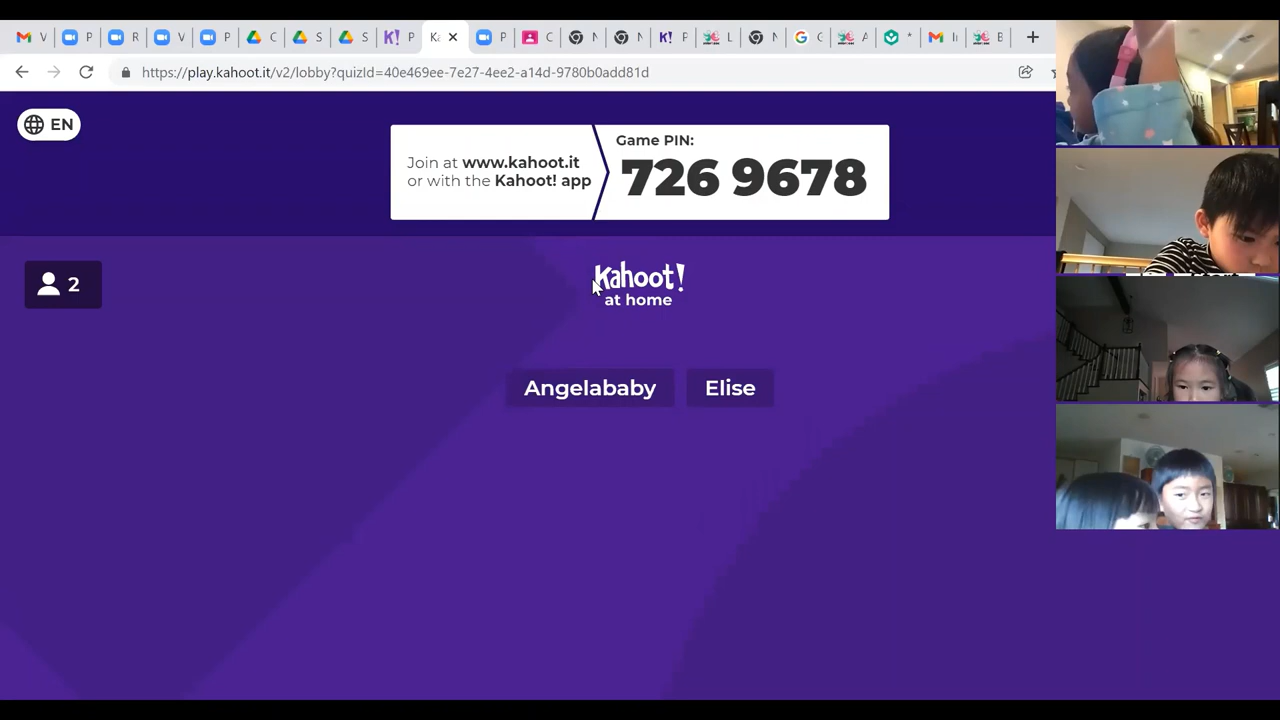 V
P
R
V
P
C
S
S
P
Ka
P
C
N
N
P
L
N
G
A
*
B
https://play.kahoot.it/v2/lobby?quizId=40e469ee-7e27-4ee2-a14d-9780b0add81d
EN
Join at www.kahoot.it
or with the Kahoot! app
Game PIN:
726 9678
2
Kahoot!
at home
Angelababy Elise